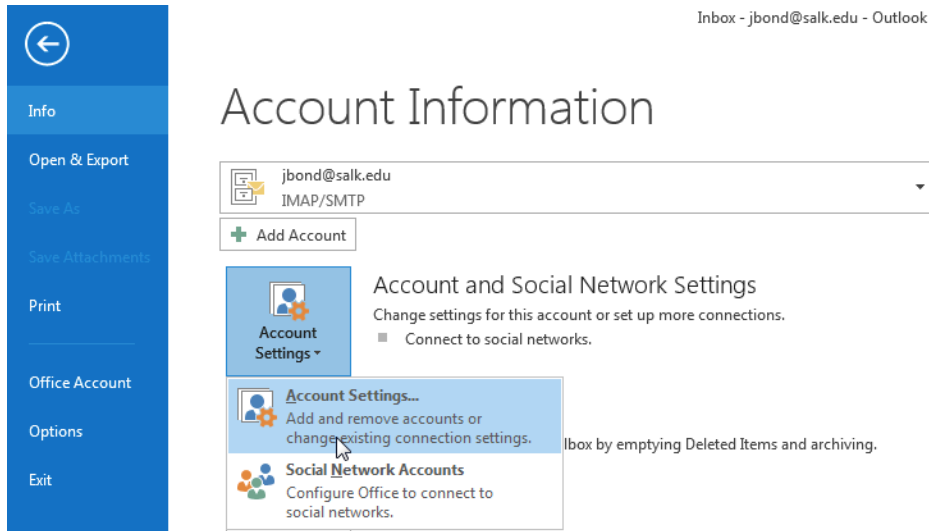 Inbox - jbond@salk.edu - Outlook
Info
Open & Export
Save As
Save Attachments
Print
Office Account
Options
Exit
Account Information
jbond@salk.edu
IMAP/SMTP
Add Account
Account
Settings
Account and Social Network Settings
Change settings for this account or set up more connections.
Connect to social networks.
Account Settings...
Add and remove accounts or
change existing connection settings.
Social Network Accounts
Configure Office to connect to
social networks.
lbox by emptying Deleted Items and archiving.